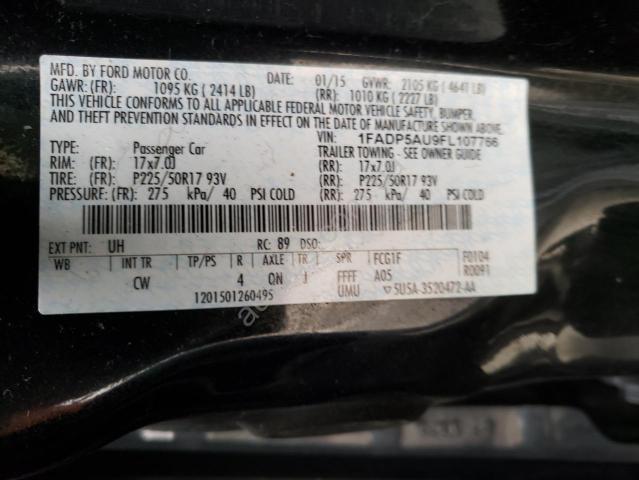 MFD. BY FORD MOTOR CO.
DATE: 01/15 GVWR: 2105 KG ( 4641 LB)
GAWR: (FR): 1095 KG ( 2414 LB) (RR): 1010 KG ( 2227 LB)
THIS VEHICLE CONFORMS TO ALL APPLICABLE FEDERAL MOTOR VEHICLE SAFETY, BUMPER,
AND THEFT PREVENTION STANDARDS IN EFFECT ON THE DATE OF MANUFACTURE SHOWN ABOVE.
VIN: 1FADP5AU9FL107766
TYPE: Passenger Car TRAILER TOWING - SEE OWNER GUIDE
RIM: (FR): 17x7.0J (RR): 17x7.0J
TIRE: (FR): P225/50R17 93V (RR): P225/50R17 93V
PRESSURE: (FR): 275 kPa/ 40 PSI COLD (RR): 275 kPa/ 40 PSI COLD
EXT PNT: UH RC: 89 DSO:
WB INT TR TP/PS R AXLE TR SPR FCG1F F0104
R0091
CW 4 QN J FFFF A05
1201501260495 UMU 5U5A-3520472-AA